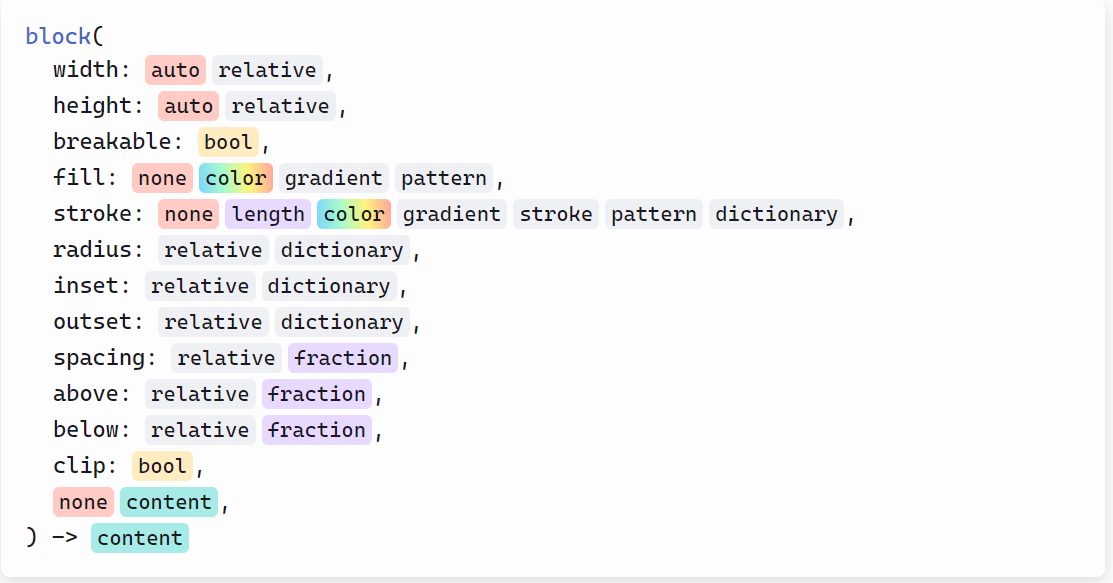 block(
width: auto relative,
height: auto relative,
breakable: bool,
fill: none color gradient pattern,
stroke: none length color gradient stroke pattern dictionary,
radius: relative dictionary,
inset: relative dictionary,
outset: relative dictionary,
spacing: relative fraction,
above: relative fraction,
below: relative fraction,
clip: bool,
none content,
) -> content